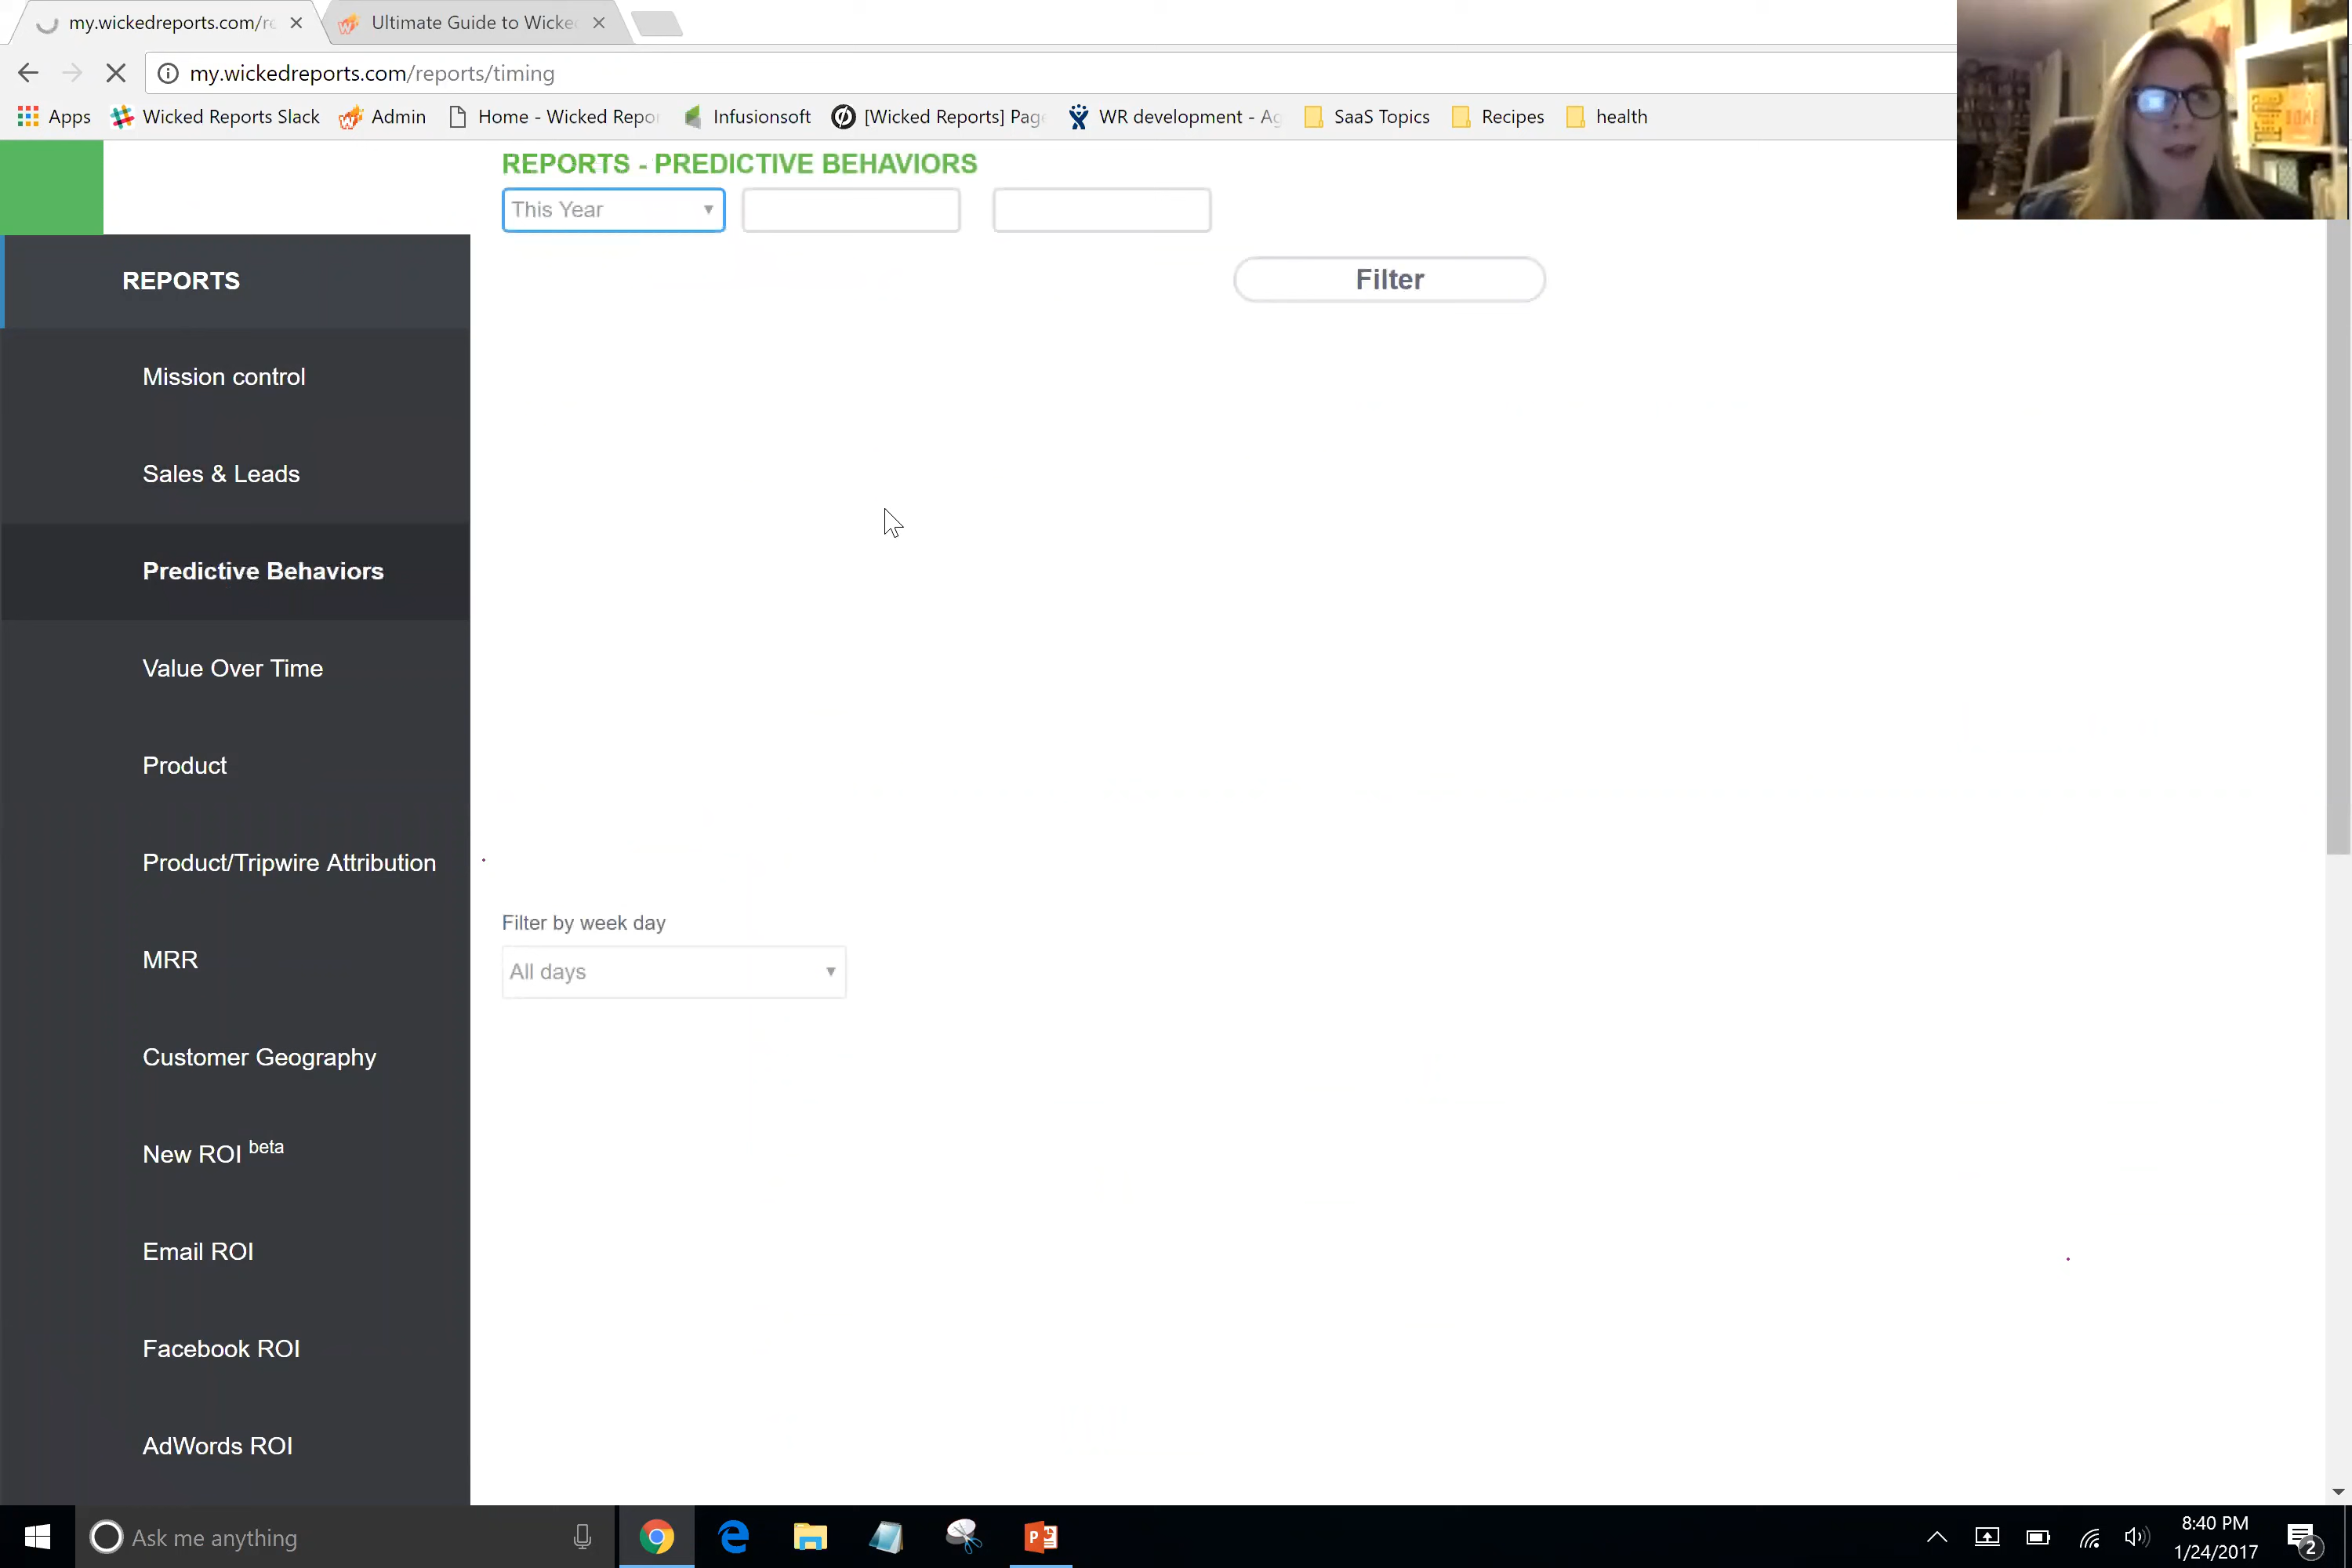 my.wickedreports.com/re
Ultimate Guide to Wicke
my.wickedreports.com/reports/timing
Apps
Wicked Reports Slack
Admin
Home - Wicked Repor
Infusionsoft
[Wicked Reports] Page
WR development - Ag
SaaS Topics
Recipes
health
REPORTS - PREDICTIVE BEHAVIORS
This Year
Filter
REPORTS
Mission control
Sales & Leads
Predictive Behaviors
Value Over Time
Product
Product/Tripwire Attribution
MRR
Customer Geography
New ROI beta
Email ROI
Facebook ROI
AdWords ROI
Filter by week day
All days
Ask me anything
8:40 PM
1/24/2017
2